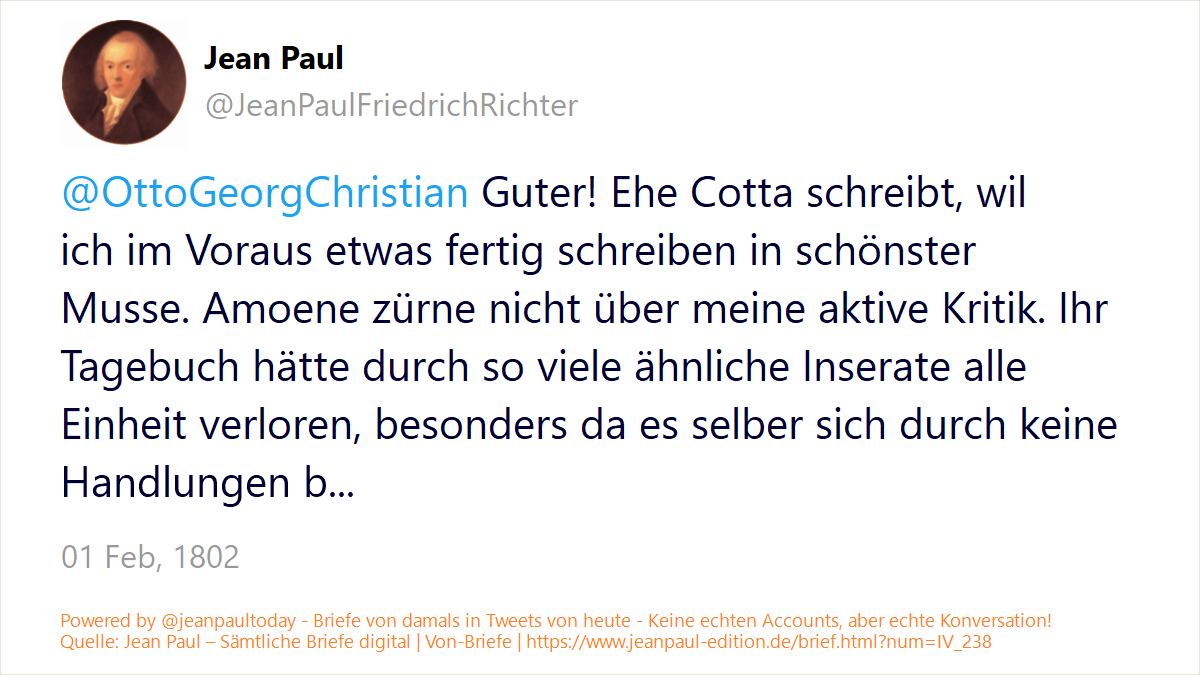 Jean Paul
@JeanPaulFriedrichRichter
@OttoGeorgChristian Guter! Ehe Cotta schreibt, wil
ich im Voraus etwas fertig schreiben in schönster
Musse. Amoene zürne nicht über meine aktive Kritik. Ihr
Tagebuch hätte durch so viele ähnliche Inserate alle
Einheit verloren, besonders da es selber sich durch keine
Handlungen b...
01 Feb, 1802
Powered by @jeanpaultoday - Briefe von damals in Tweets von heute - Keine echten Accounts, aber echte Konversation!
Quelle: Jean Paul – Sämtliche Briefe digital | Von-Briefe | https://www.jeanpaul-edition.de/brief.html?num=IV_238